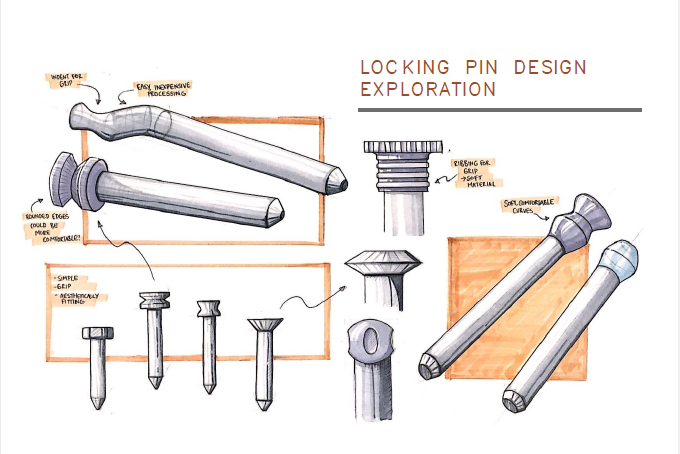 LOCKING PIN DESIGN
EXPLORATION
INDENT FOR
GRIP
EASY, INEXPENSIVE
PROCESSING
RIBBING FOR
GRIP
→ SOFT
MATERIAL
SOFT, COMFORTABLE
CURVES
ROUNDED EDGES
COULD BE
MORE
COMFORTABLE?
- SIMPLE
- GRIP
- AESTHETICALLY
FITTING